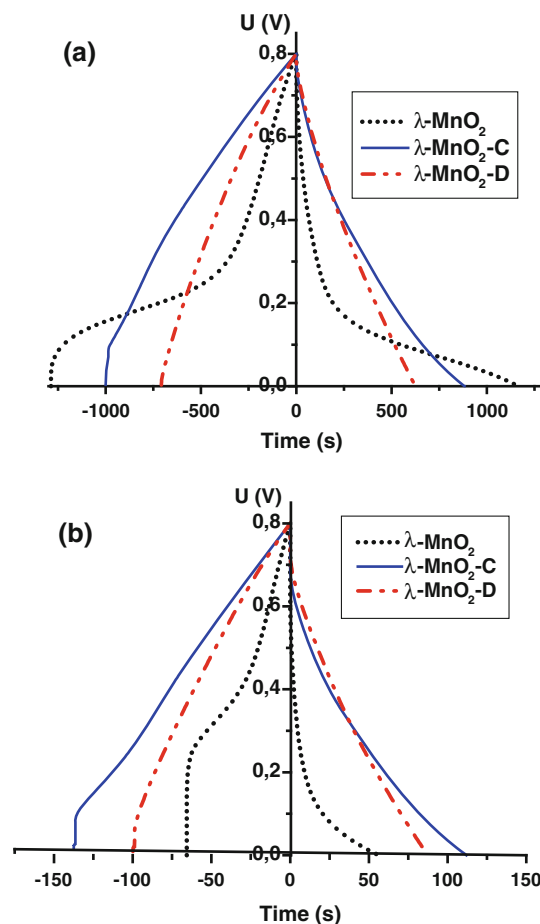 U (V)
(a)
0,8
0,6
0,4
0,2
0,0
λ-MnO2
λ-MnO2-C
λ-MnO2-D
-1000 -500 0 500 1000
Time (s)
U (V)
(b)
0,8
0,6
0,4
0,2
0,0
λ-MnO2
λ-MnO2-C
λ-MnO2-D
-150 -100 -50 0 50 100 150
Time (s)